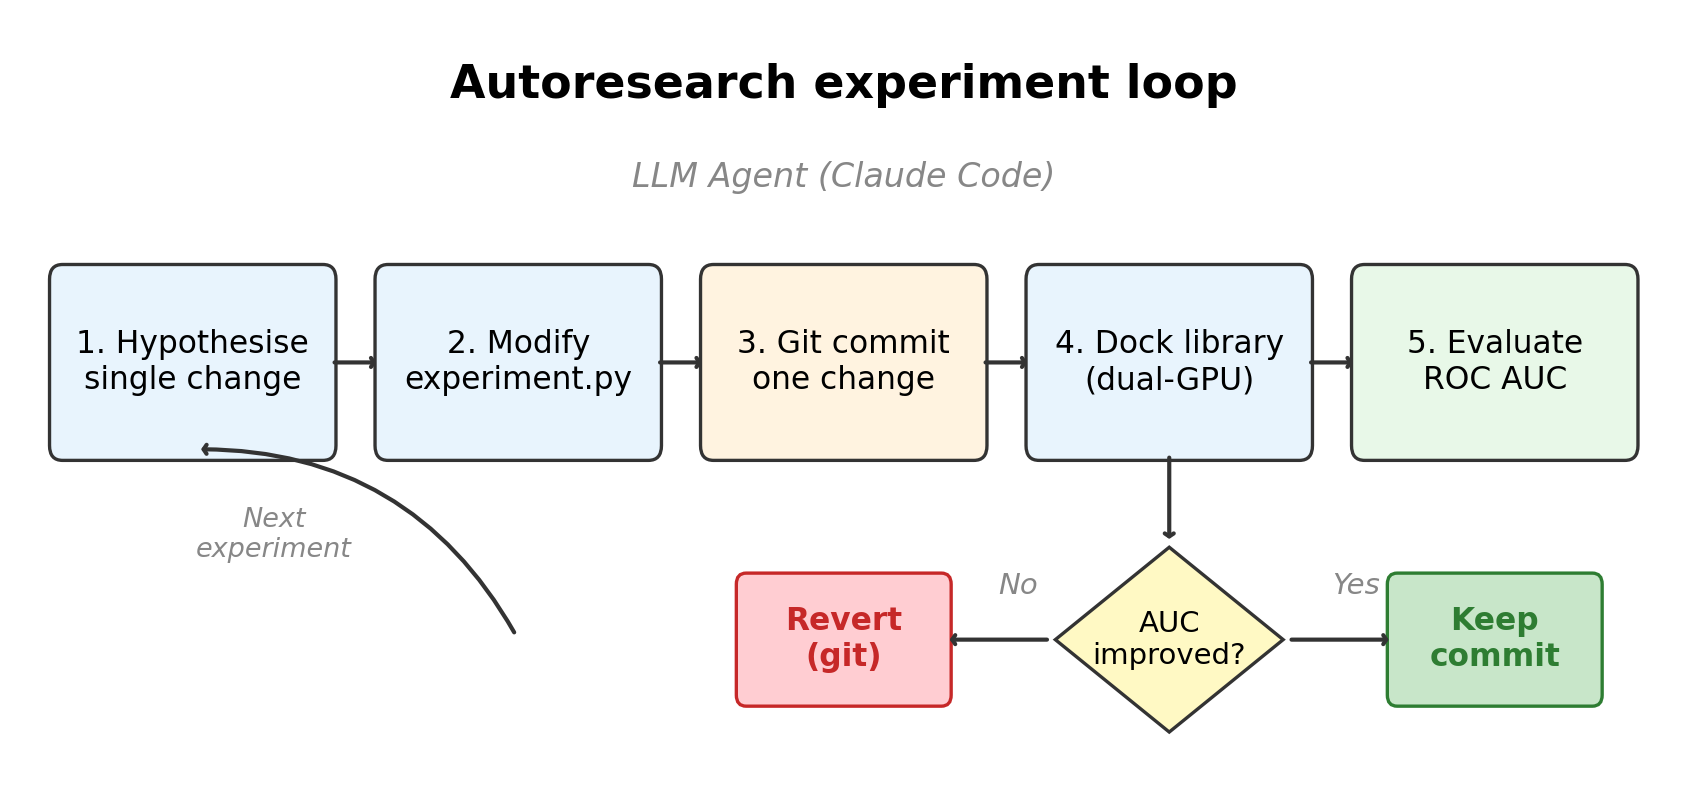 Autoresearch experiment loop
LLM Agent (Claude Code)
1. Hypothesise
single change
2. Modify
experiment.py
3. Git commit
one change
4. Dock library
(dual-GPU)
5. Evaluate
ROC AUC
Next
experiment
Revert
(git)
No
AUC
improved?
Yes
Keep
commit